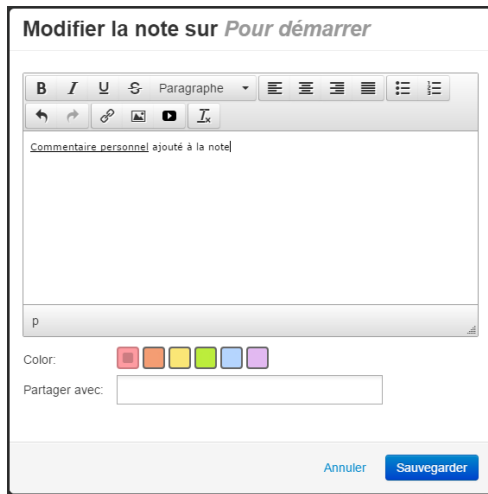 Modifier la note sur Pour démarrer
B I U S Paragraphe
Commentaire personnel ajouté à la note
p
Color:
Partager avec:
Annuler Sauvegarder